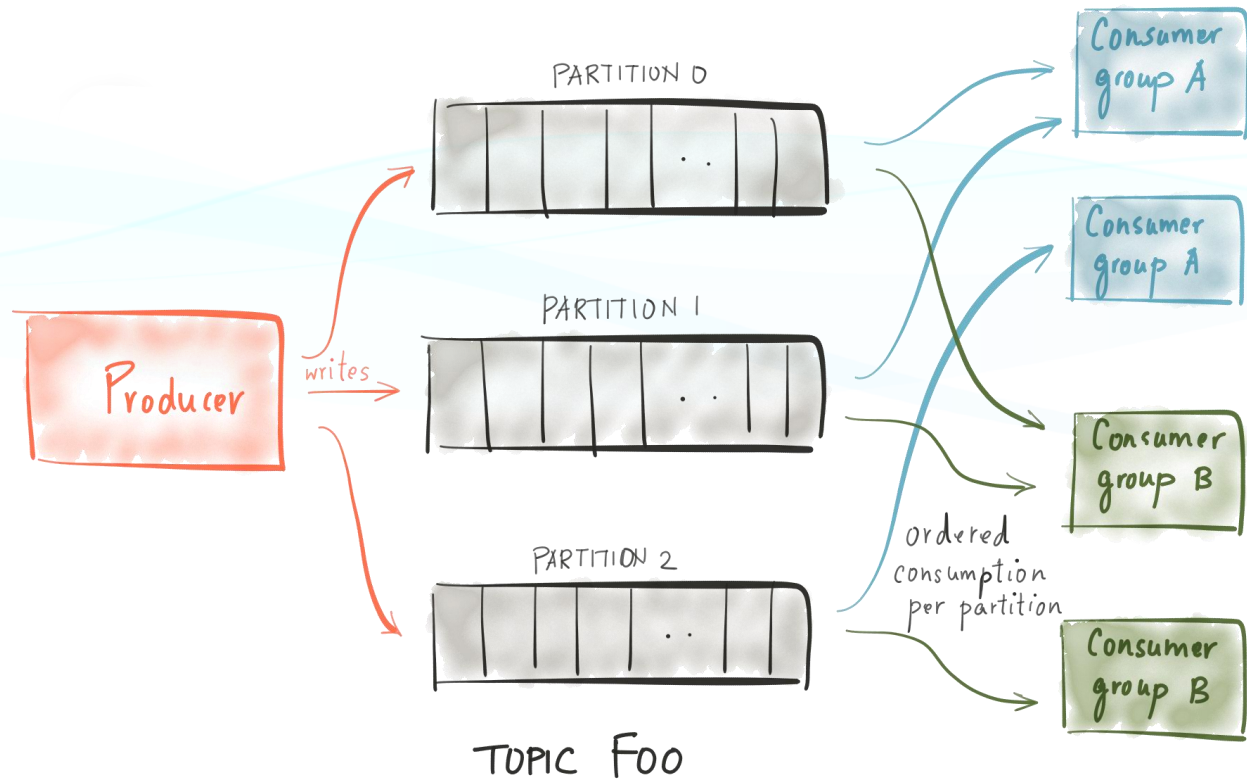 PARTITION 0
Consumer
group A
Consumer
group A
PARTITION 1
writes
Producer
Consumer
group B
PARTITION 2
ordered
consumption
per partition
Consumer
group B
TOPIC FOO